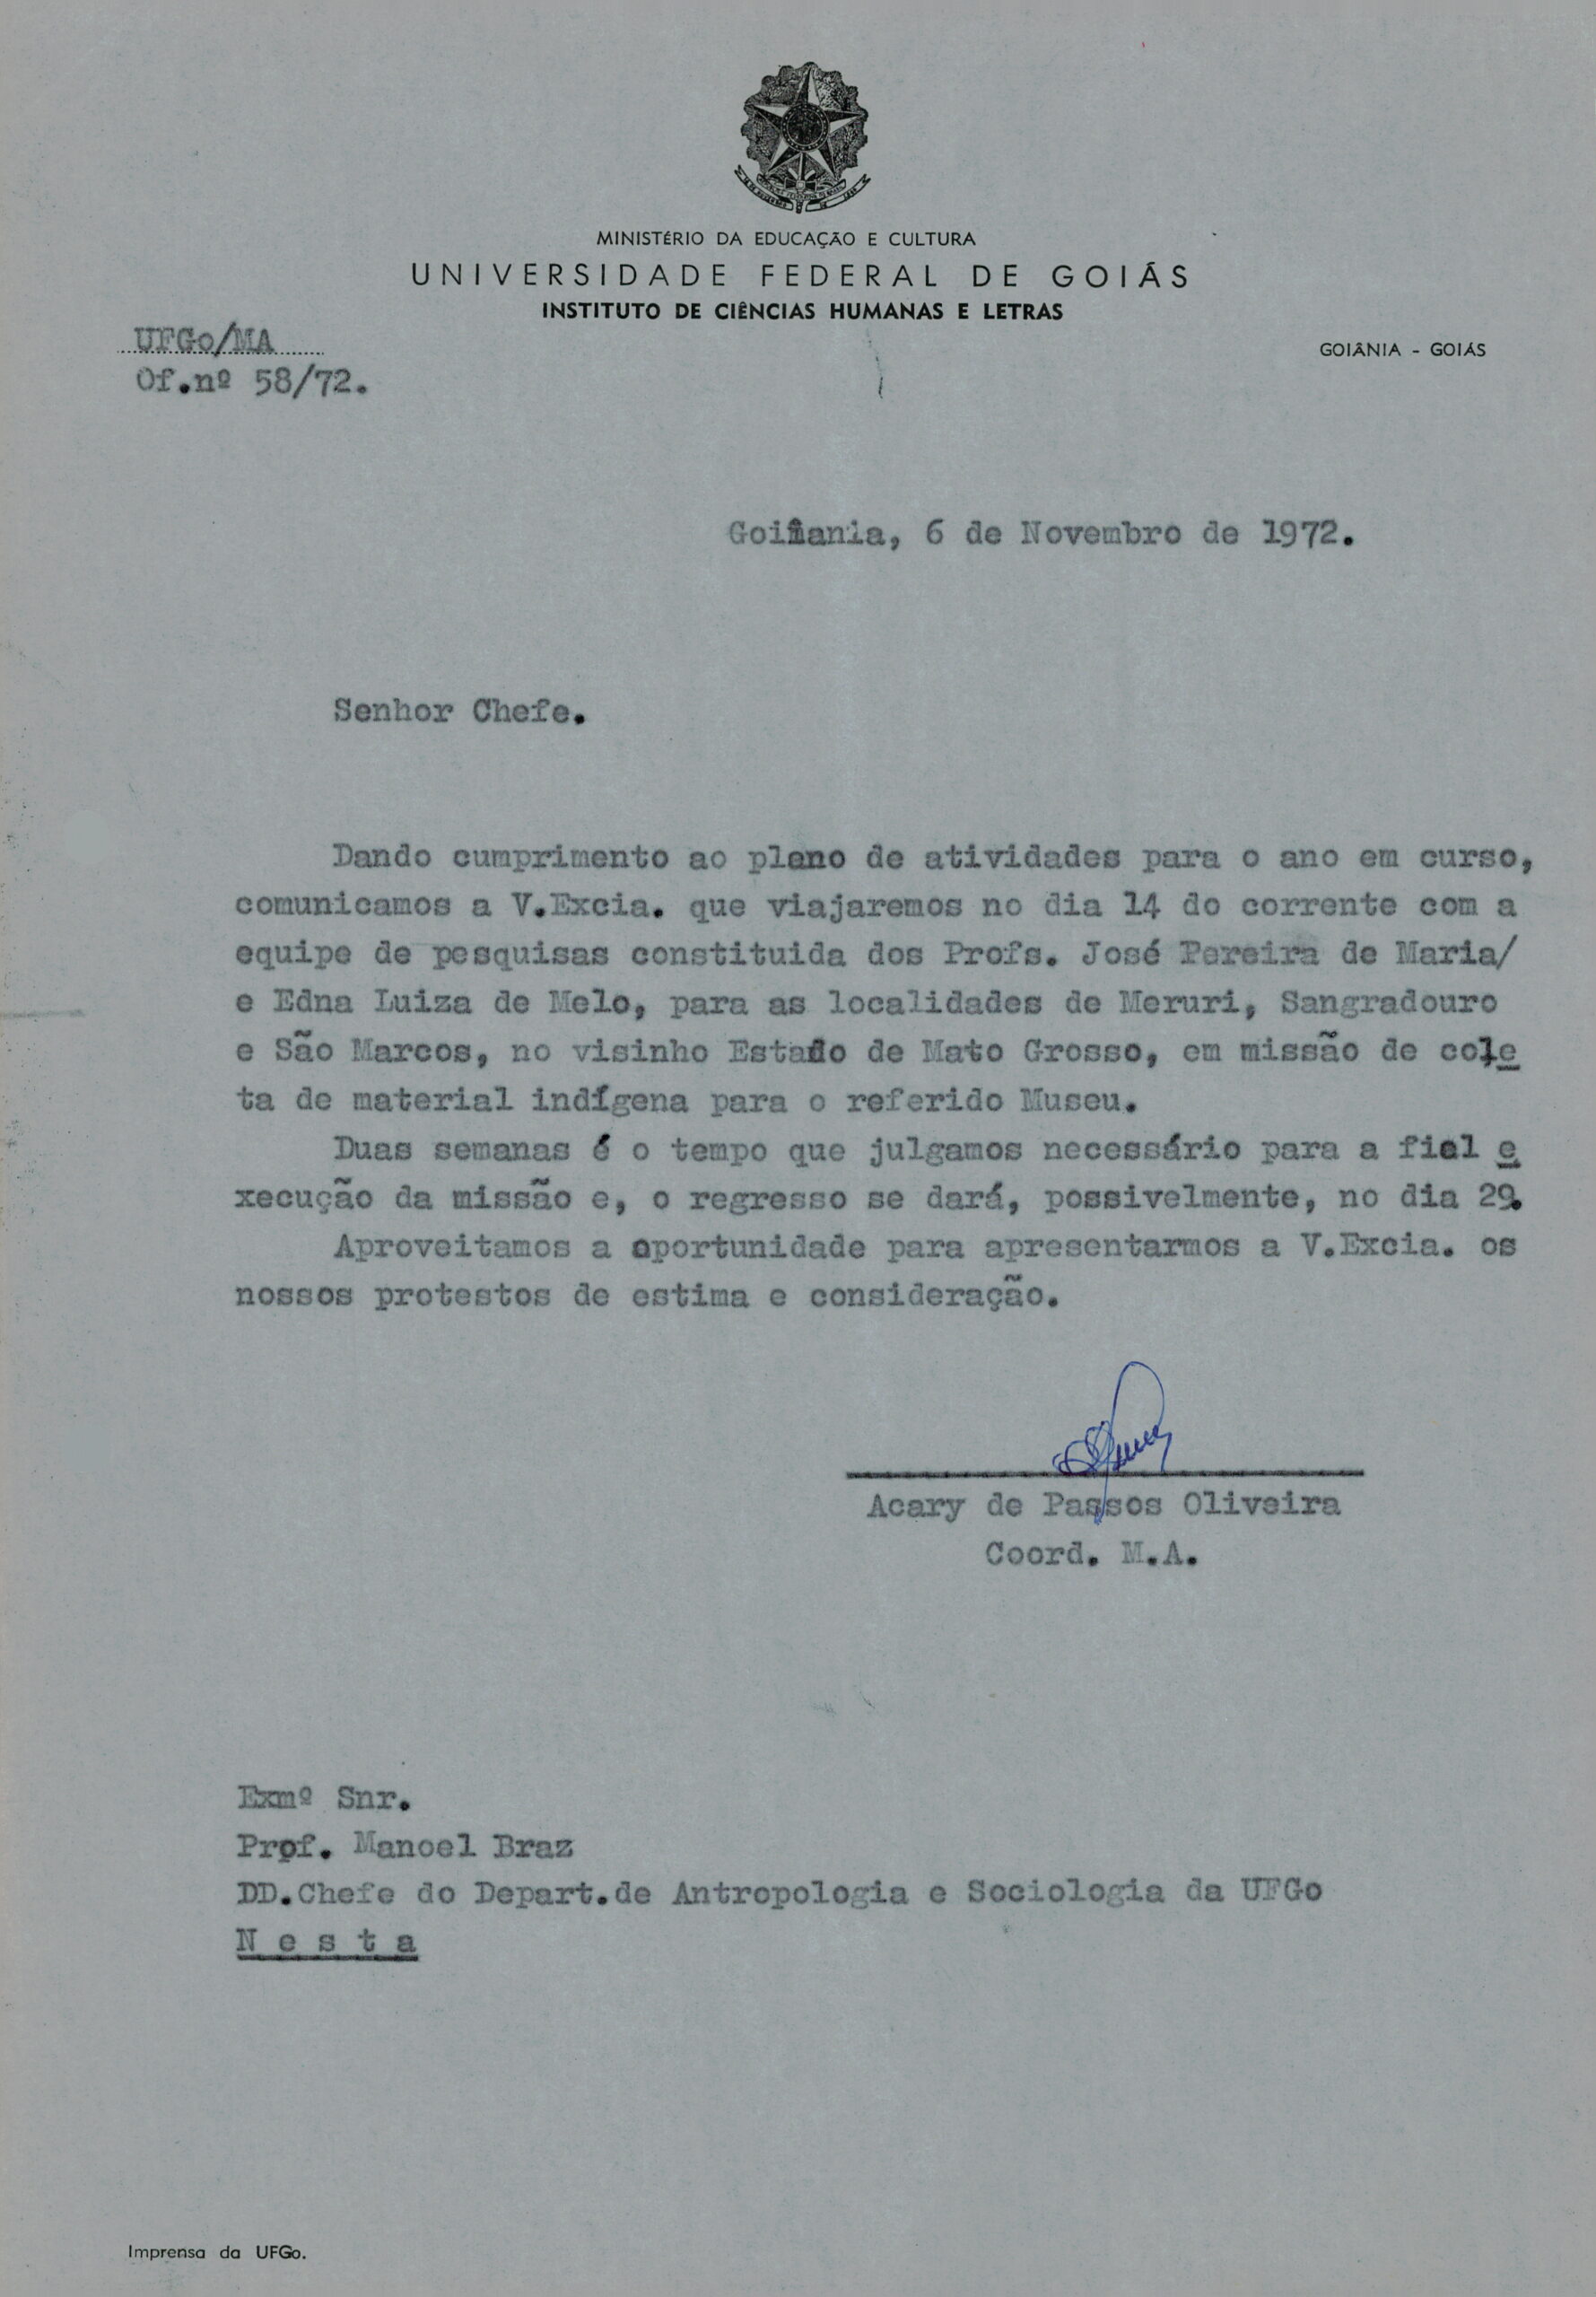 MINISTÉRIO DA EDUCAÇÃO E CULTURA
UNIVERSIDADE FEDERAL DE GOIÁS
INSTITUTO DE CIÊNCIAS HUMANAS E LETRAS
UFGo/MA
GOIÂNIA - GOIÁS
Of.nº 58/72.
Goiânia, 6 de Novembro de 1972.
Senhor Chefe.
Dando cumprimento ao plano de atividades para o ano em curso,
comunicamos a V.Excia. que viajaremos no dia 14 do corrente com a
equipe de pesquisas constituida dos Profs. José Pereira de Maria/
e Edna Luiza de Melo, para as localidades de Meruri, Sangradouro
e São Marcos, no visinho Estado de Mato Grosso, em missão de cole
ta de material indígena para o referido Museu.
Duas semanas é o tempo que julgamos necessário para a fiel e
xecução da missão e, o regresso se dará, possivelmente, no dia 29.
Aproveitamos a oportunidade para apresentarmos a V.Excia. os
nossos protestos de estima e consideração.
Acary de Passos Oliveira
Coord. M.A.
Exmº Snr.
Prof. Manoel Braz
DD.Chefe do Depart.de Antropologia e Sociologia da UFGo
N e s t a
Imprensa da UFGo.